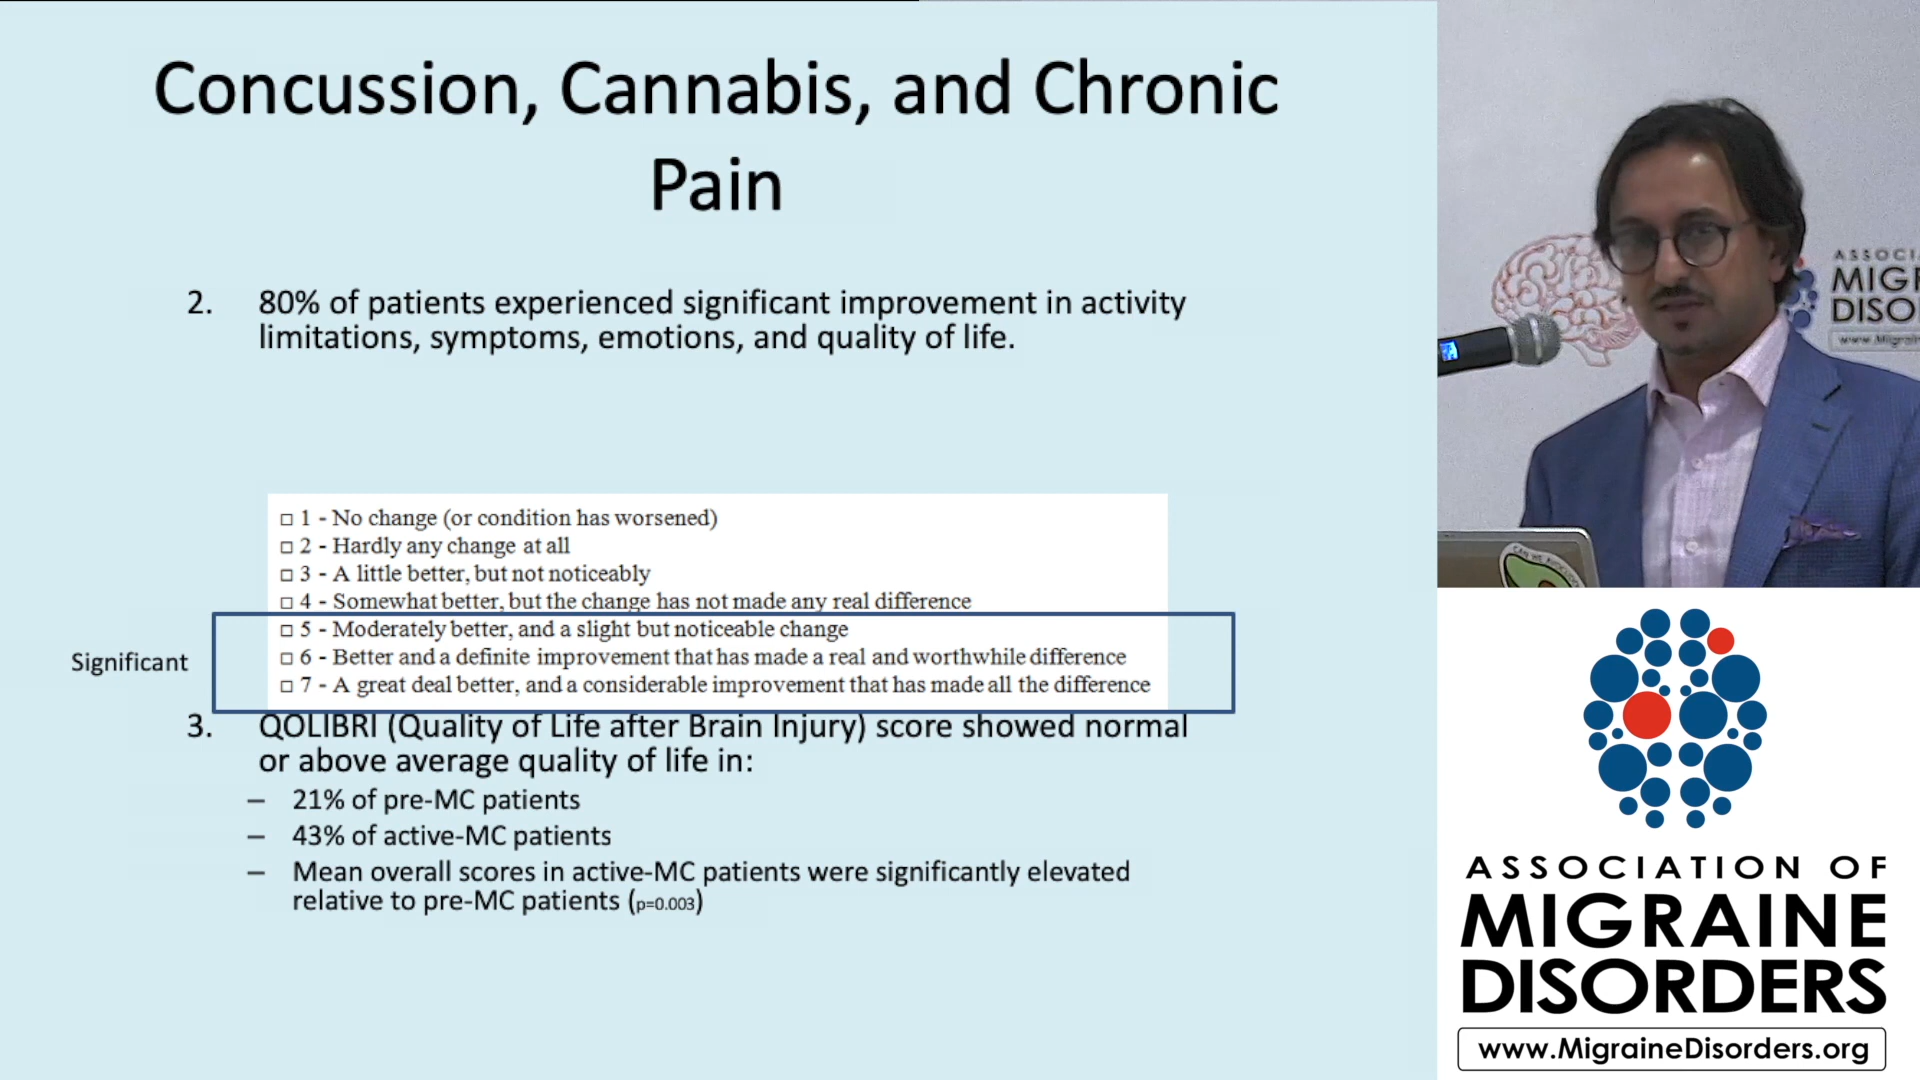 Concussion, Cannabis, and Chronic
Pain
2. 80% of patients experienced significant improvement in activity
limitations, symptoms, emotions, and quality of life.
□ 1 - No change (or condition has worsened)
□ 2 - Hardly any change at all
□ 3 - A little better, but not noticeably
□ 4 - Somewhat better, but the change has not made any real difference
□ 5 - Moderately better, and a slight but noticeable change
□ 6 - Better and a definite improvement that has made a real and worthwhile difference
□ 7 - A great deal better, and a considerable improvement that has made all the difference
Significant
3. QOLIBRI (Quality of Life after Brain Injury) score showed normal
or above average quality of life in:
– 21% of pre-MC patients
– 43% of active-MC patients
– Mean overall scores in active-MC patients were significantly elevated
relative to pre-MC patients (p=0.003)
ASSOCI
MIGR
DISO
www.Migrain
CAN WE
ASSOCIATION OF
MIGRAINE
DISORDERS
www.MigraineDisorders.org